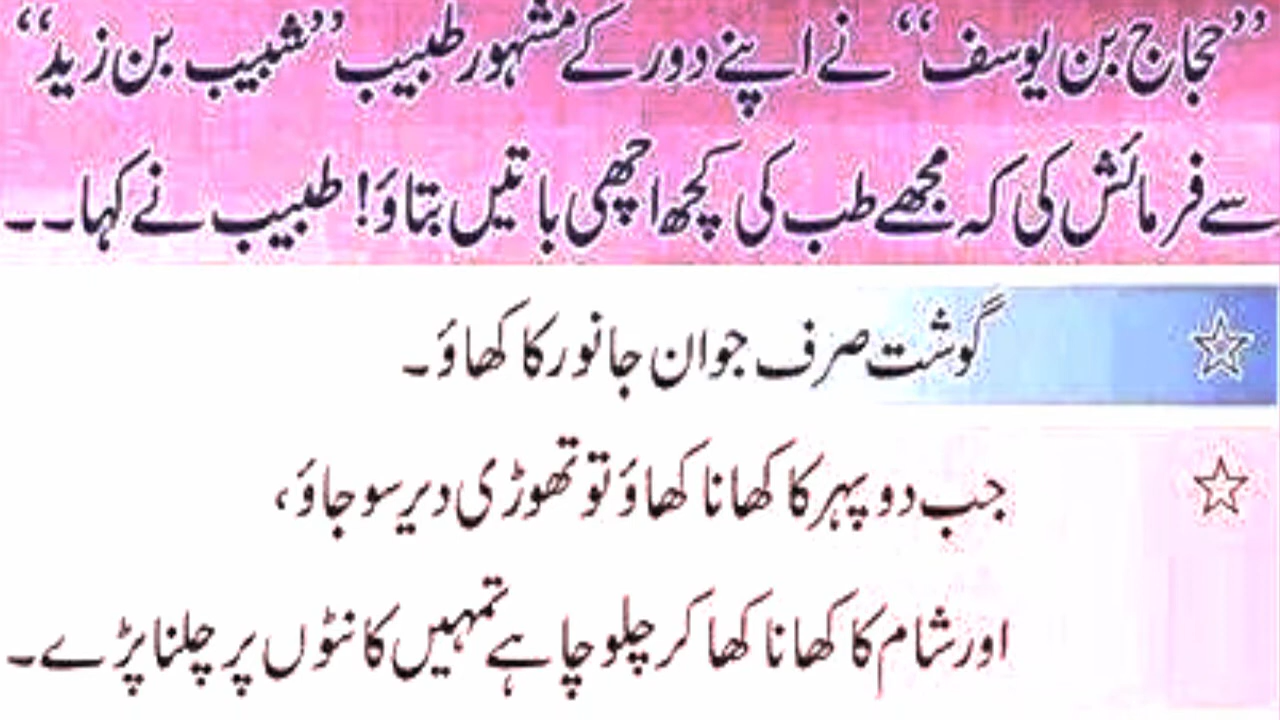 ”حجاج بن یوسف“ نے اپنے دور کے مشہور طبیب ”شبیب بن زید“
سے فرمائش کی کہ مجھے طب کی کچھ اچھی باتیں بتاؤ! طبیب نے کہا۔۔
☆ گوشت صرف جوان جانور کا کھاؤ۔
☆ جب دوپہر کا کھانا کھاؤ تو تھوڑی دیر سو جاؤ،
اور شام کا کھانا کھا کر چلو چاہے تمہیں کانٹوں پر چلنا پڑے۔